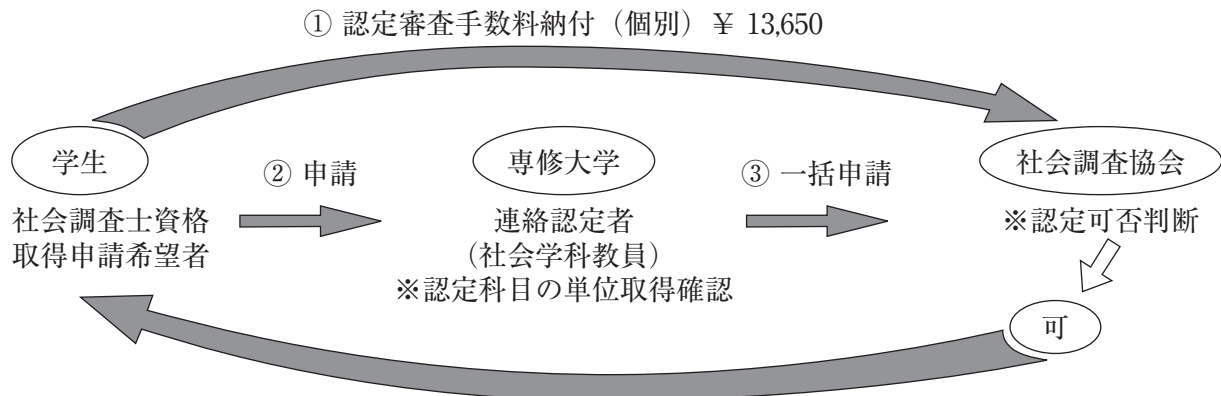 ① 認定審査手数料納付（個別）¥ 13,650
学生
社会調査士資格
取得申請希望者
② 申請
専修大学
連絡認定者
（社会学科教員）
※認定科目の単位取得確認
③ 一括申請
社会調査協会
※認定可否判断
可